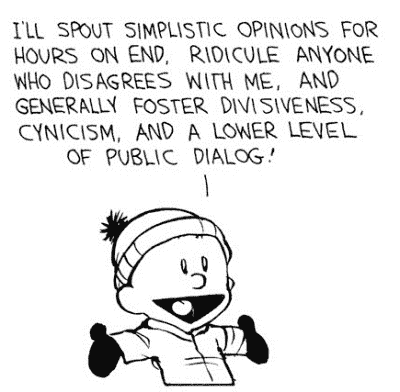 I'LL SPOUT SIMPLISTIC OPINIONS FOR
HOURS ON END, RIDICULE ANYONE
WHO DISAGREES WITH ME, AND
GENERALLY FOSTER DIVISIVENESS,
CYNICISM, AND A LOWER LEVEL
OF PUBLIC DIALOG!